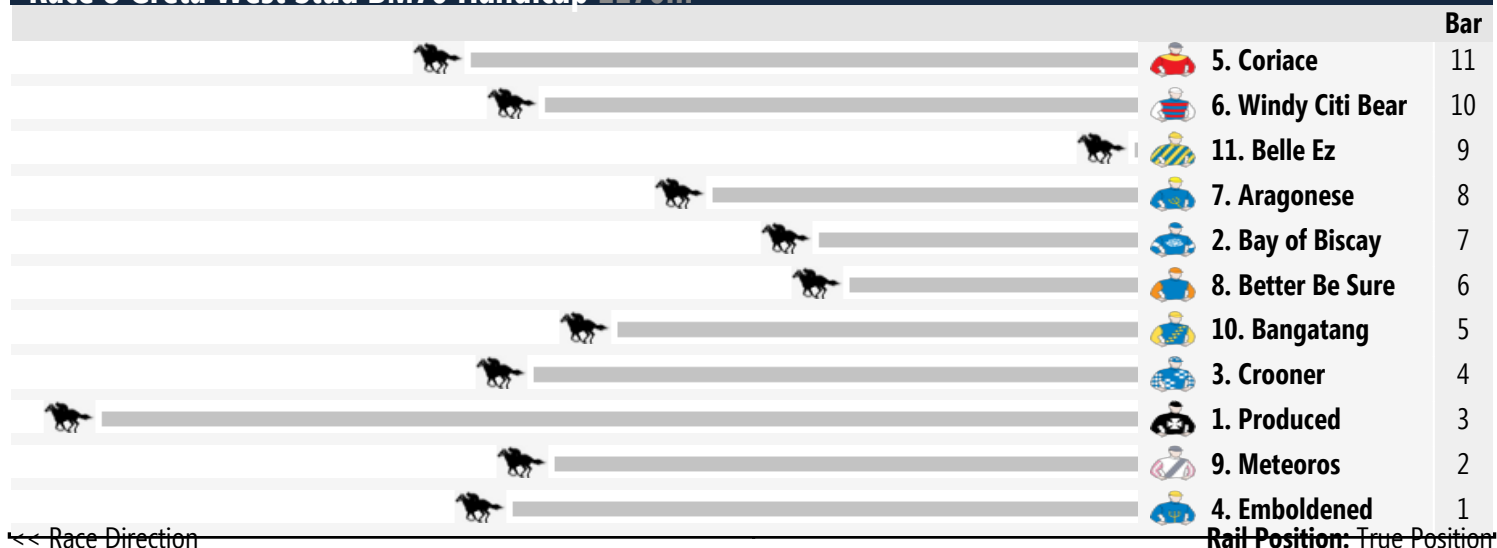 Bar
5. Coriace 11
6. Windy Citi Bear 10
11. Belle Ez 9
7. Aragonese 8
2. Bay of Biscay 7
8. Better Be Sure 6
10. Bangatang 5
3. Crooner 4
1. Produced 3
9. Meteoros 2
4. Emboldened 1
<< Race Direction Rail Position: True Position